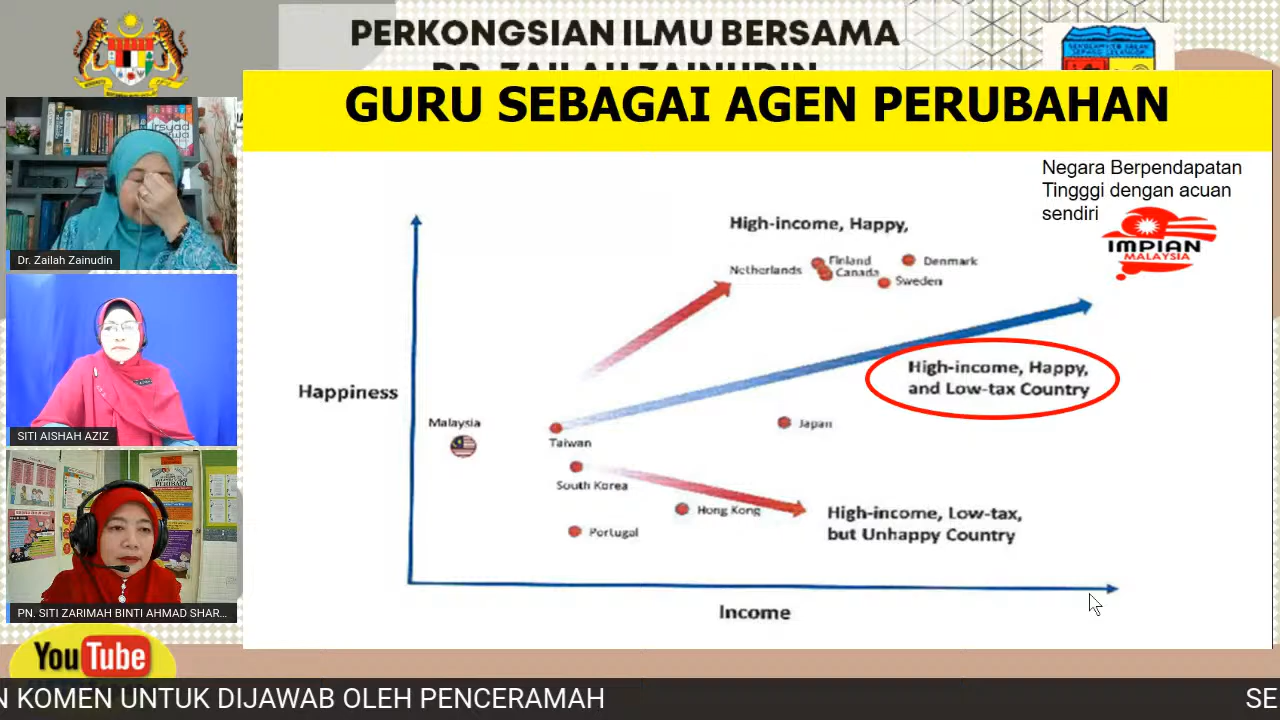 PERKONGSIAN ILMU BERSAMA
DR. ZAILAH ZAINUDIN
GURU SEBAGAI AGEN PERUBAHAN
Negara Berpendapatan
Tingggi dengan acuan
sendiri
IMPIAN
MALAYSIA
High-income, Happy,
Netherlands
Finland
Canada
Denmark
Sweden
High-income, Happy,
and Low-tax Country
Happiness
Malaysia
Taiwan
Japan
South Korea
Hong Kong
Portugal
High-income, Low-tax,
but Unhappy Country
Income
Dr. Zailah Zainudin
SITI AISHAH AZIZ
PN. SITI ZARIMAH BINTI AHMAD SHAR...
YouTube
N KOMEN UNTUK DIJAWAB OLEH PENCERAMAH
SE